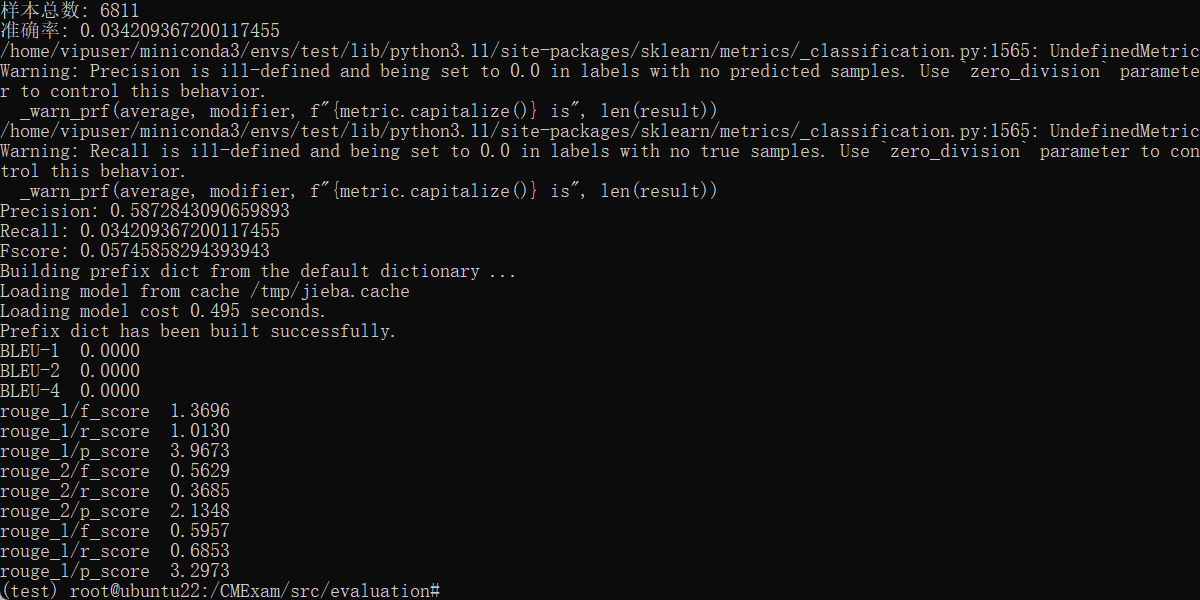 样本总数: 6811
准确率: 0.034209367200117455
/home/vipuser/miniconda3/envs/test/lib/python3.11/site-packages/sklearn/metrics/_classification.py:1565: UndefinedMetric
Warning: Precision is ill-defined and being set to 0.0 in labels with no predicted samples. Use `zero_division` paramete
r to control this behavior.
  _warn_prf(average, modifier, f"{metric.capitalize()} is", len(result))
/home/vipuser/miniconda3/envs/test/lib/python3.11/site-packages/sklearn/metrics/_classification.py:1565: UndefinedMetric
Warning: Recall is ill-defined and being set to 0.0 in labels with no true samples. Use `zero_division` parameter to con
trol this behavior.
  _warn_prf(average, modifier, f"{metric.capitalize()} is", len(result))
Precision: 0.5872843090659893
Recall: 0.034209367200117455
Fscore: 0.05745858294393943
Building prefix dict from the default dictionary ...
Loading model from cache /tmp/jieba.cache
Loading model cost 0.495 seconds.
Prefix dict has been built successfully.
BLEU-1  0.0000
BLEU-2  0.0000
BLEU-4  0.0000
rouge_1/f_score  1.3696
rouge_1/r_score  1.0130
rouge_1/p_score  3.9673
rouge_2/f_score  0.5629
rouge_2/r_score  0.3685
rouge_2/p_score  2.1348
rouge_l/f_score  0.5957
rouge_l/r_score  0.6853
rouge_l/p_score  3.2973
(test) root@ubuntu22:/CMExam/src/evaluation#